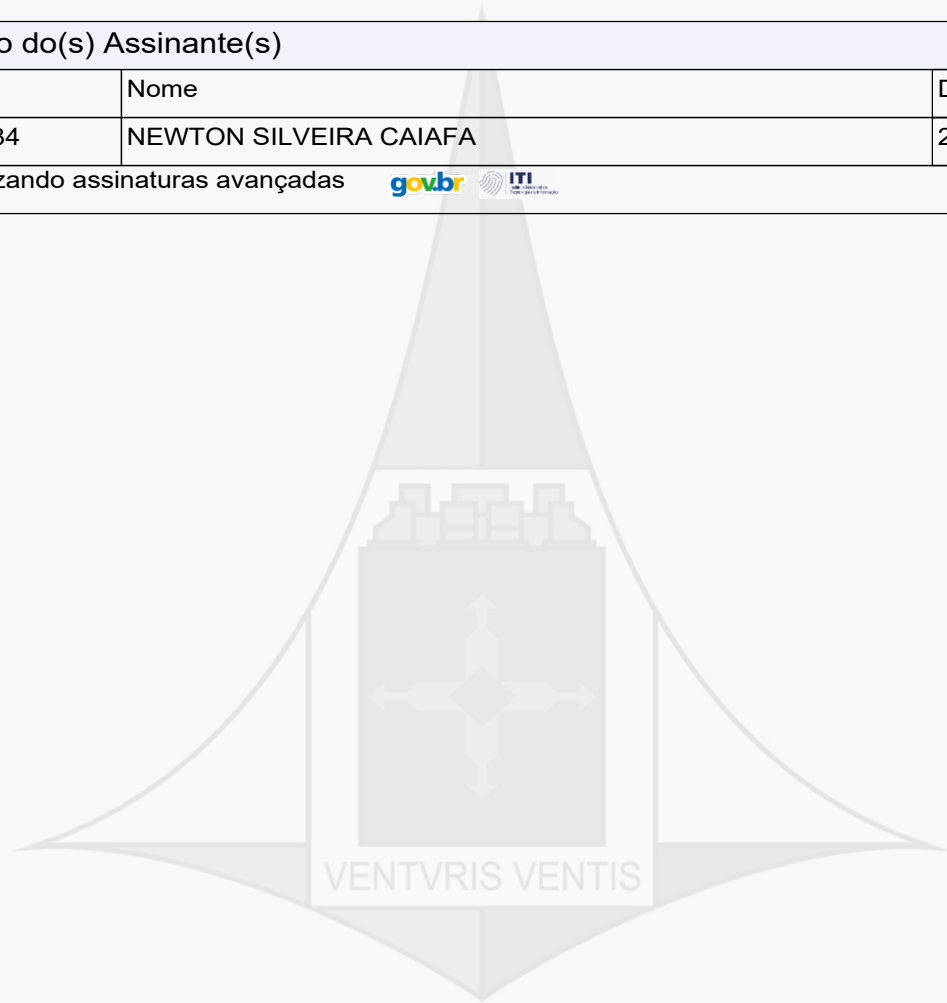 o do(s) Assinante(s)
Nome D
34 NEWTON SILVEIRA CAIAFA 2
zando assinaturas avançadas gov.br ITI
VENTVRIS VENTIS